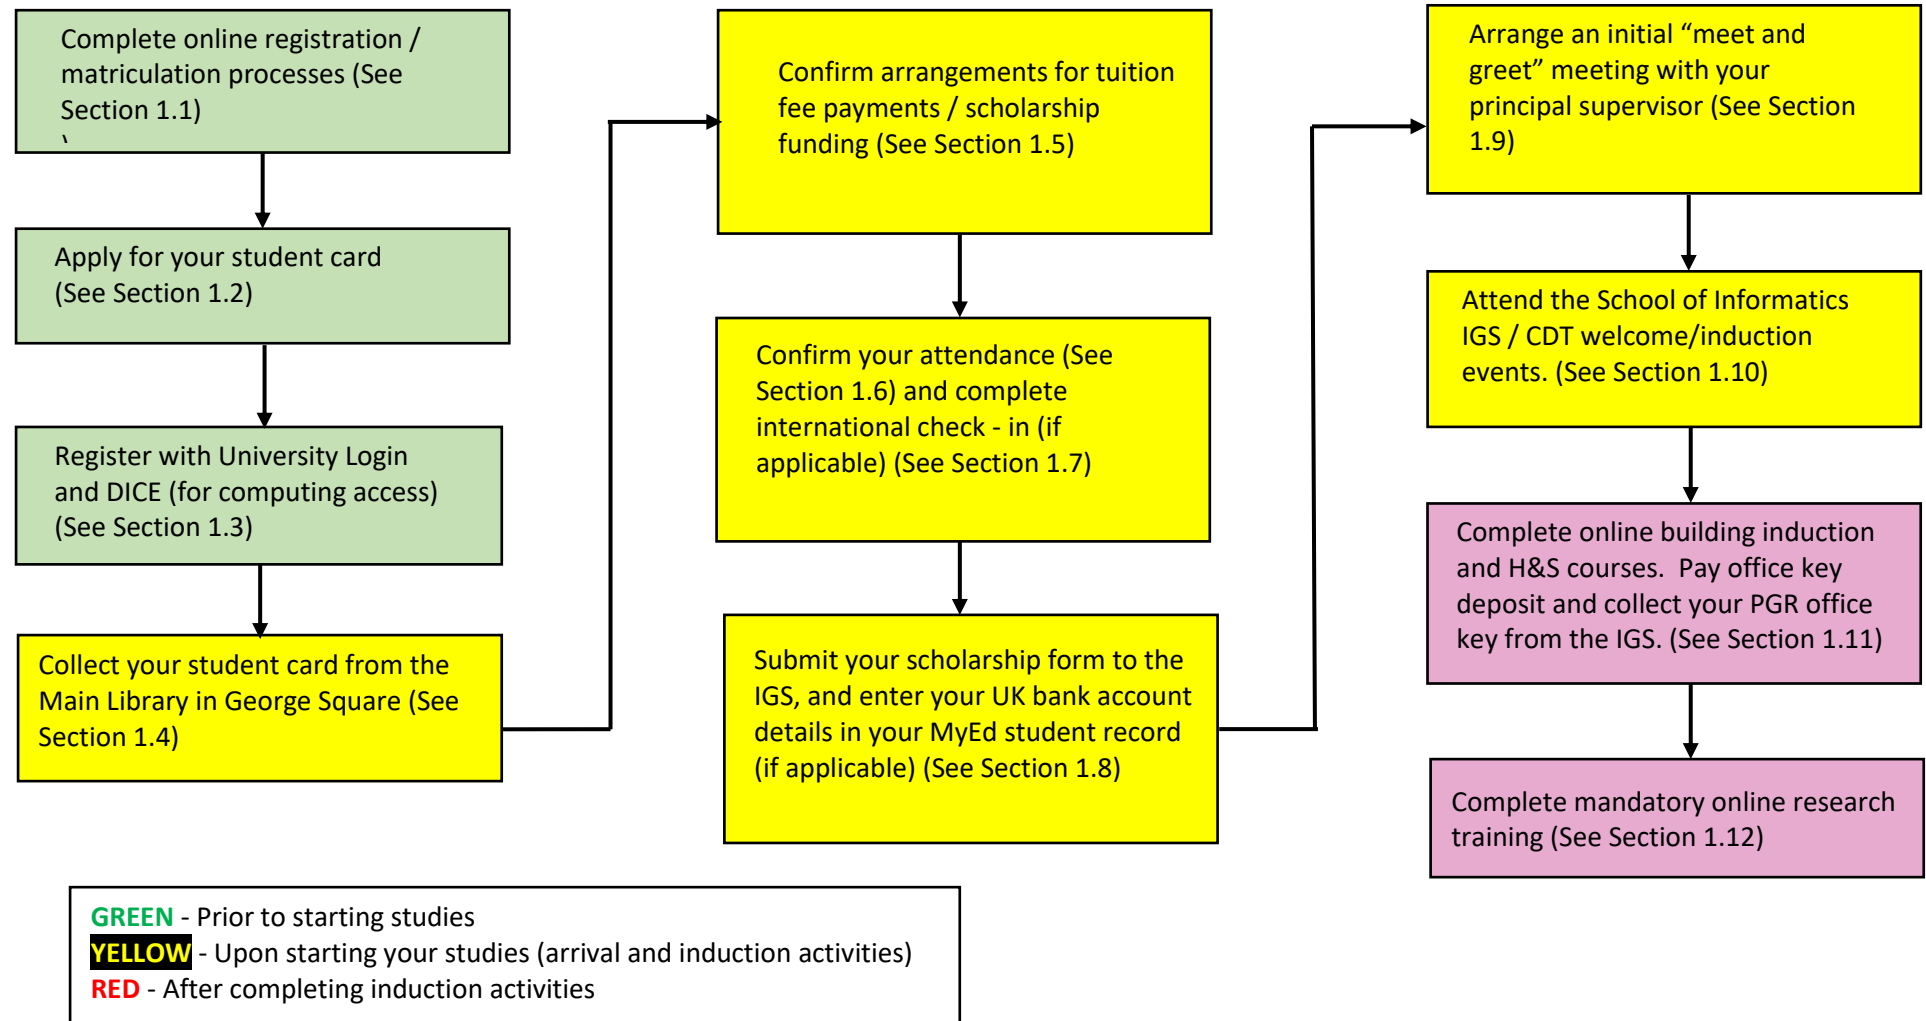 Complete online registration /
matriculation processes (See
Section 1.1)
)
Apply for your student card
(See Section 1.2)
Register with University Login
and DICE (for computing access)
(See Section 1.3)
Collect your student card from the
Main Library in George Square (See
Section 1.4)
Confirm arrangements for tuition
fee payments / scholarship
funding (See Section 1.5)
Confirm your attendance (See
Section 1.6) and complete
international check - in (if
applicable) (See Section 1.7)
Submit your scholarship form to the
IGS, and enter your UK bank account
details in your MyEd student record
(if applicable) (See Section 1.8)
Arrange an initial “meet and
greet” meeting with your
principal supervisor (See Section
1.9)
Attend the School of Informatics
IGS / CDT welcome/induction
events. (See Section 1.10)
Complete online building induction
and H&S courses.  Pay office key
deposit and collect your PGR office
key from the IGS. (See Section 1.11)
Complete mandatory online research
training (See Section 1.12)
GREEN - Prior to starting studies
YELLOW - Upon starting your studies (arrival and induction activities)
RED - After completing induction activities